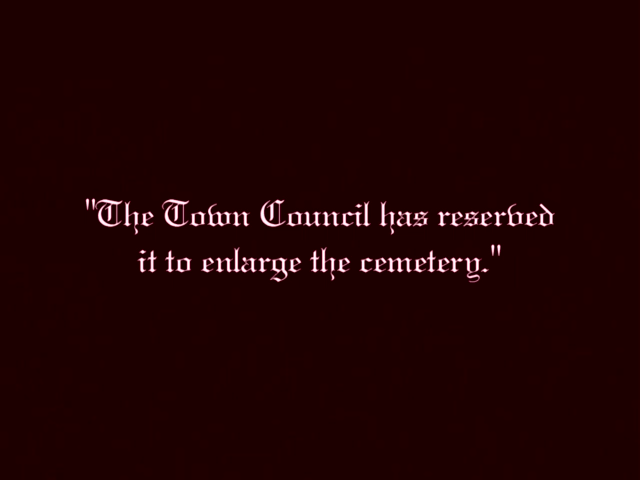 "The Town Council has reserved
it to enlarge the cemetery."